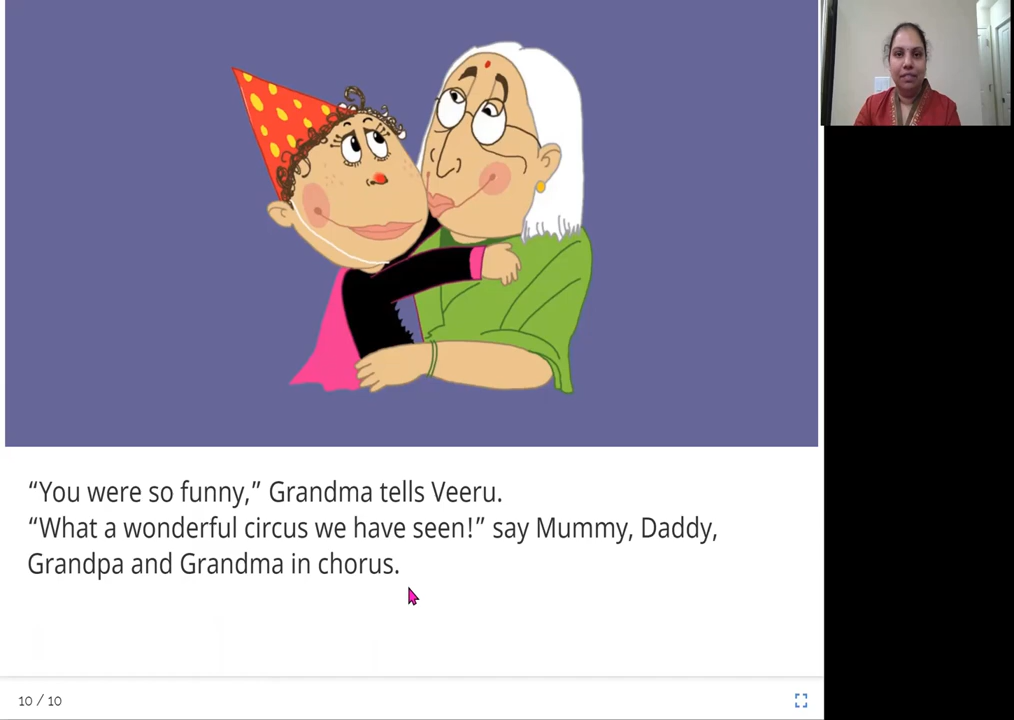 “You were so funny,” Grandma tells Veeru.
“What a wonderful circus we have seen!” say Mummy, Daddy,
Grandpa and Grandma in chorus.
10 / 10